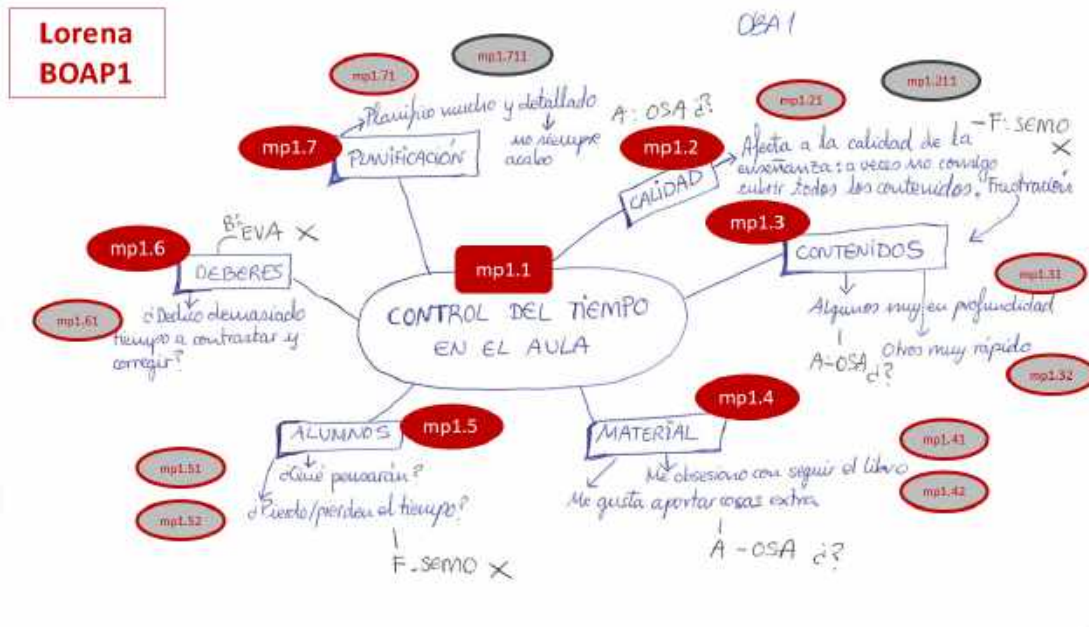 Lorena
BOAP1
OBA1
mp1.71
mp1.711
mp1.21
mp1.211
Planifico mucho y detallado
no siempre
acabo
mp1.7
PLANIFICACIÓN
A: OSA ¿?
mp1.2
CALIDAD
Afecta a la calidad de la
enseñanza: a veces no consigo
cubrir todos los contenidos. Frustración
- F: SEMO
X
mp1.3
CONTENIDOS
mp1.31
Algunos muy en profundidad
A-OSA ¿?
Otros muy rápido
mp1.32
mp1.6
B: EVA X
DEBERES
mp1.61
¿Dedico demasiado
tiempo a contrastar y
corregir?
mp1.1
CONTROL DEL TIEMPO
EN EL AULA
ALUMNOS
mp1.5
mp1.51
¿Qué pensarán?
mp1.52
¿Pierdo/pierden el tiempo?
F-SEMO X
mp1.4
MATERIAL
mp1.41
Me obsesiono con seguir el libro
mp1.42
Me gusta aportar cosas extra
A-OSA ¿?